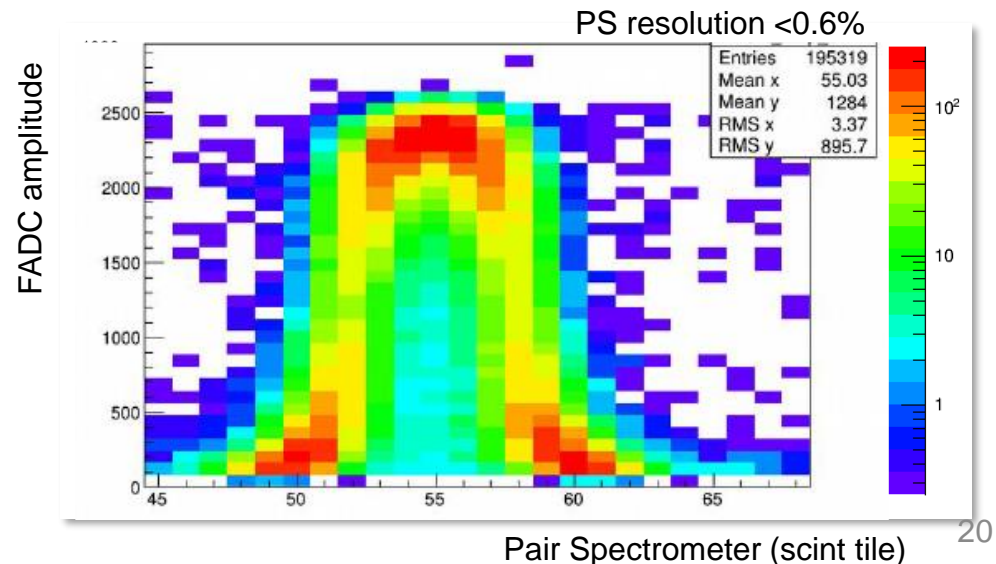 PS resolution <0.6%
Entries 195319
Mean x 55.03
Mean y 1284
RMS x 3.37
RMS y 895.7
FADC amplitude
2500
2000
1500
1000
500
0
45 50 55 60 65
10²
10
1
Pair Spectrometer (scint tile)
20